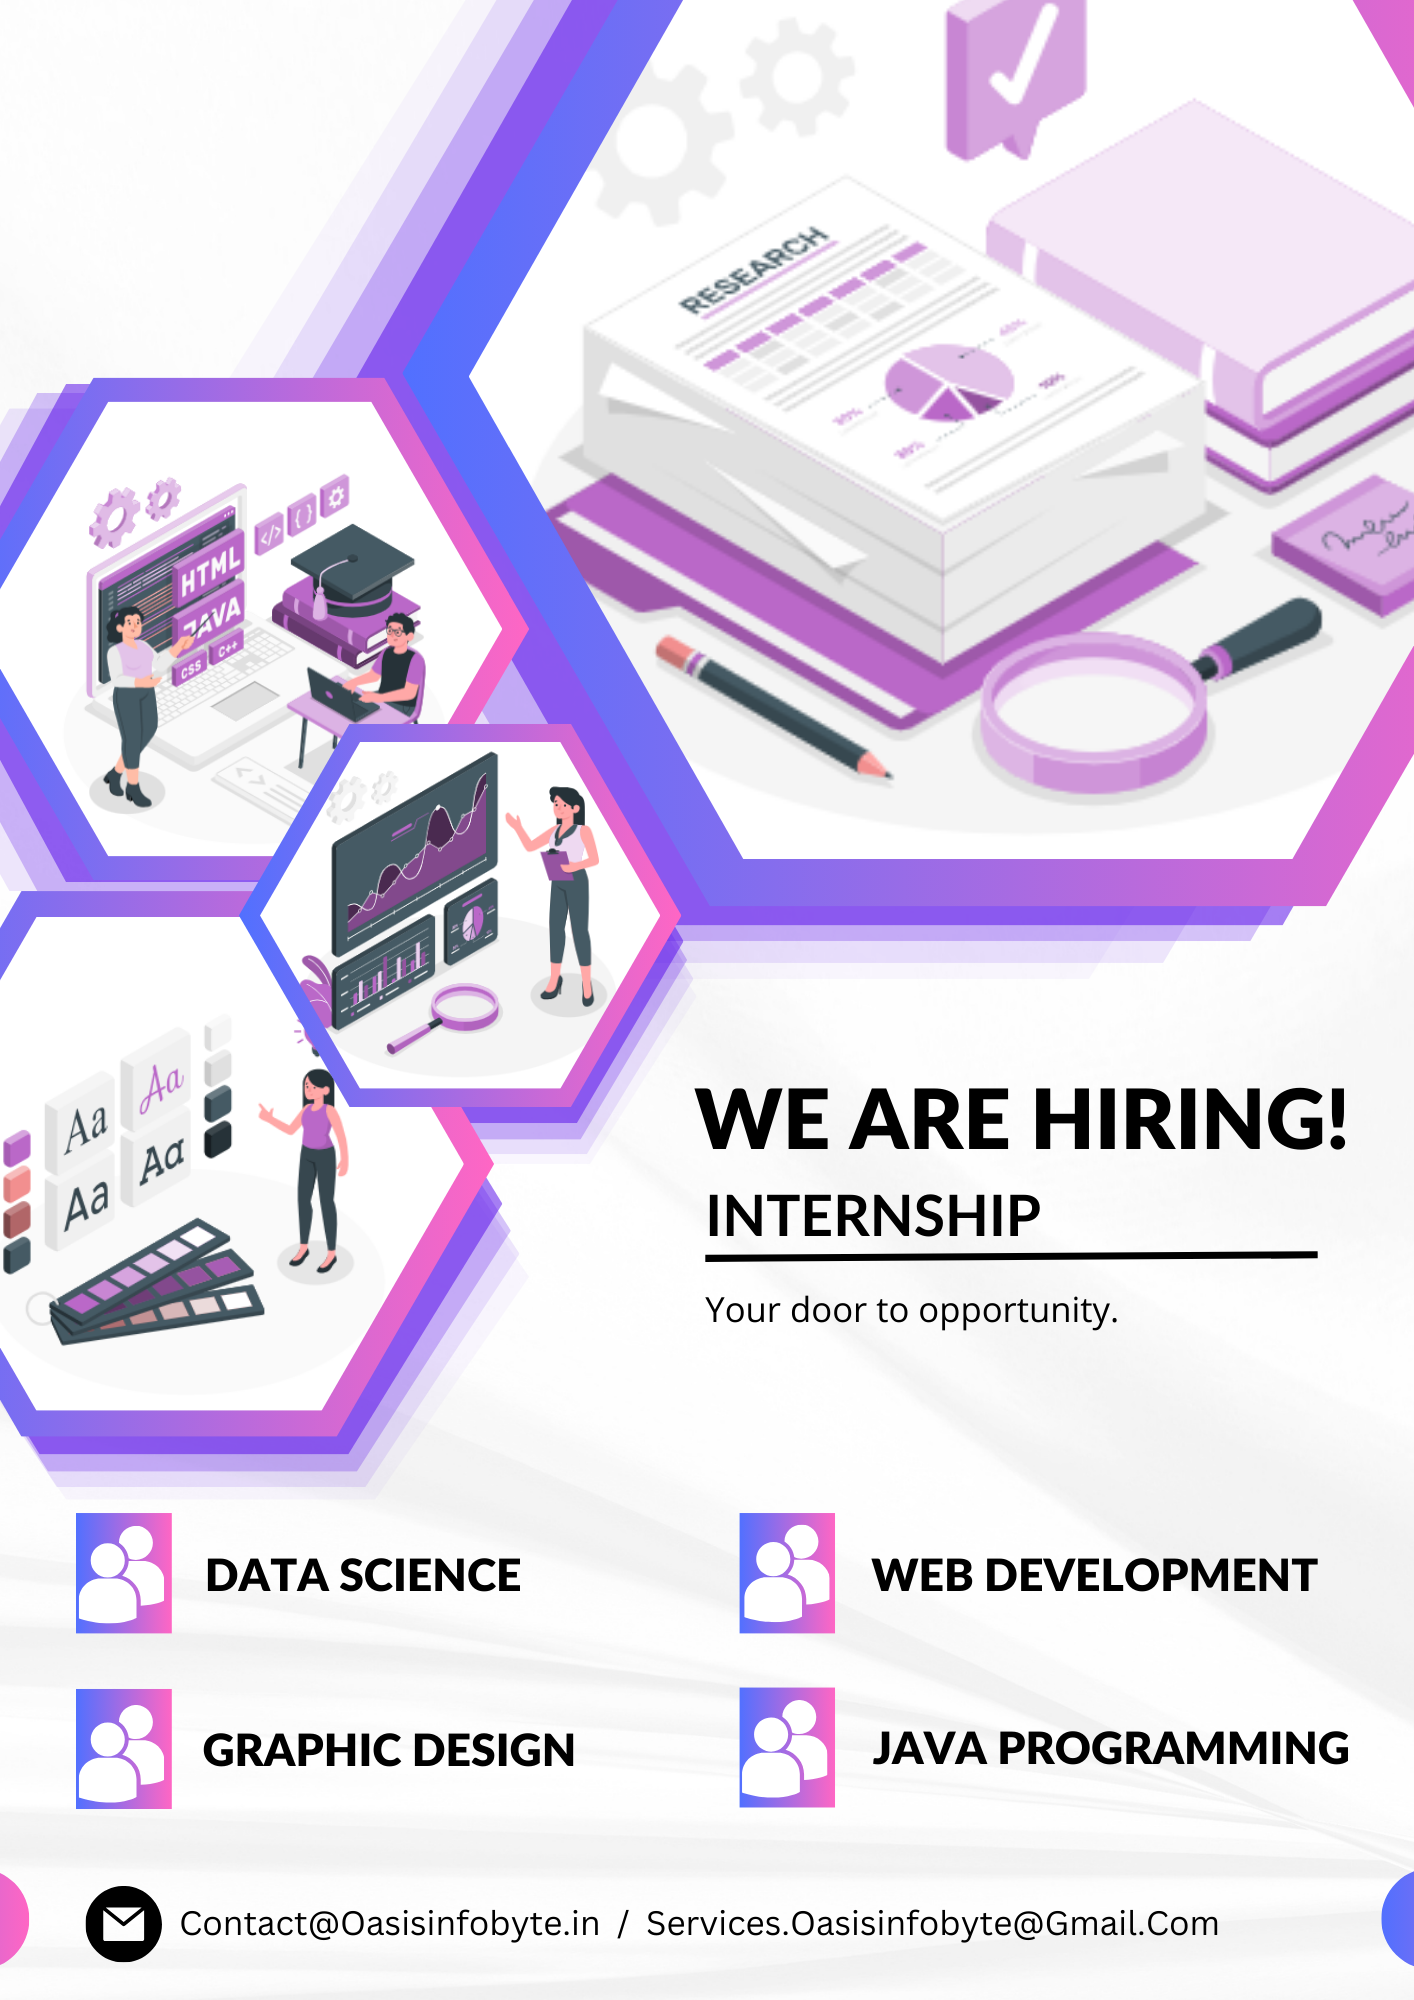 RESEARCH
HTML
JAVA
CSS
C++
</>
{ }
Aa
Aa
Aa
Aa
WE ARE HIRING!
INTERNSHIP
Your door to opportunity.
DATA SCIENCE
WEB DEVELOPMENT
GRAPHIC DESIGN
JAVA PROGRAMMING
Contact@Oasisinfobyte.in / Services.Oasisinfobyte@Gmail.Com